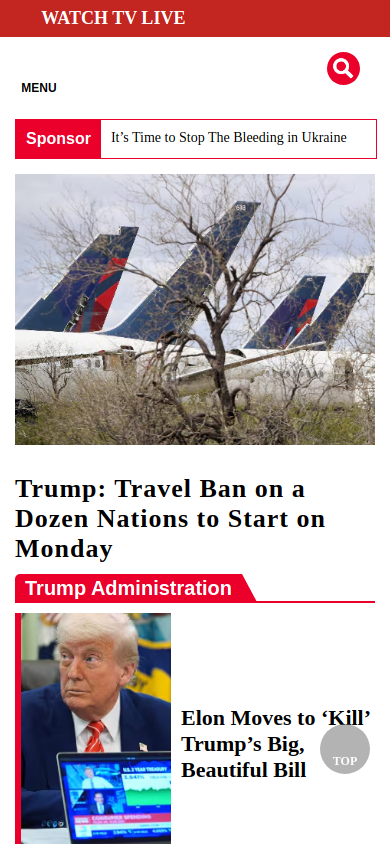 WATCH TV LIVE
MENU
Sponsor It’s Time to Stop The Bleeding in Ukraine
Trump: Travel Ban on a
Dozen Nations to Start on
Monday
Trump Administration
Elon Moves to ‘Kill’
Trump’s Big,
Beautiful Bill
TOP